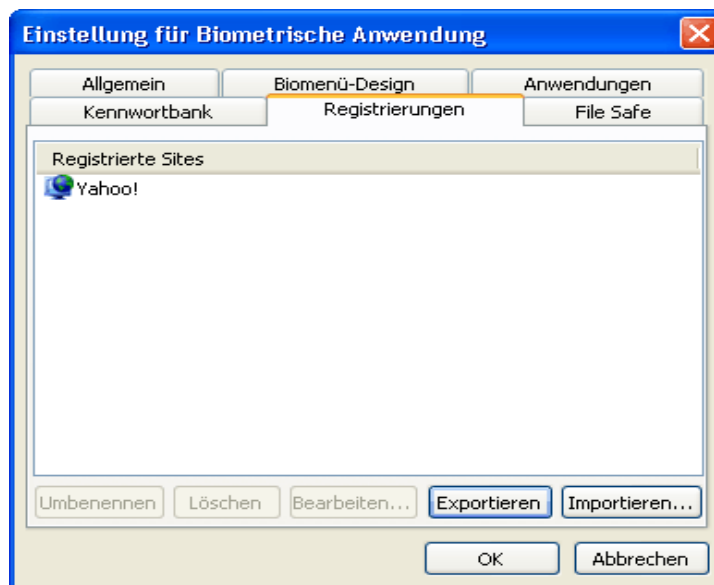 Einstellung für Biometrische Anwendung
Allgemein Biomenü-Design Anwendungen
Kennwortbank Registrierungen File Safe
Registrierte Sites
Yahoo!
Umbenennen Löschen Bearbeiten... Exportieren Importieren...
OK Abbrechen